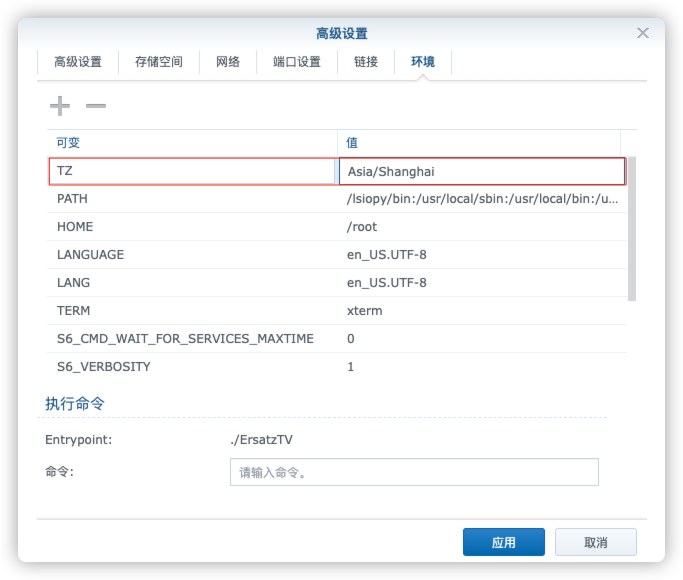 高级设置
高级设置 存储空间 网络 端口设置 链接 环境
可变 值
TZ Asia/Shanghai
PATH /lsiopy/bin:/usr/local/sbin:/usr/local/bin:/u...
HOME /root
LANGUAGE en_US.UTF-8
LANG en_US.UTF-8
TERM xterm
S6_CMD_WAIT_FOR_SERVICES_MAXTIME 0
S6_VERBOSITY 1
执行命令
Entrypoint: ./ErsatzTV
命令: 请输入命令。
应用 取消